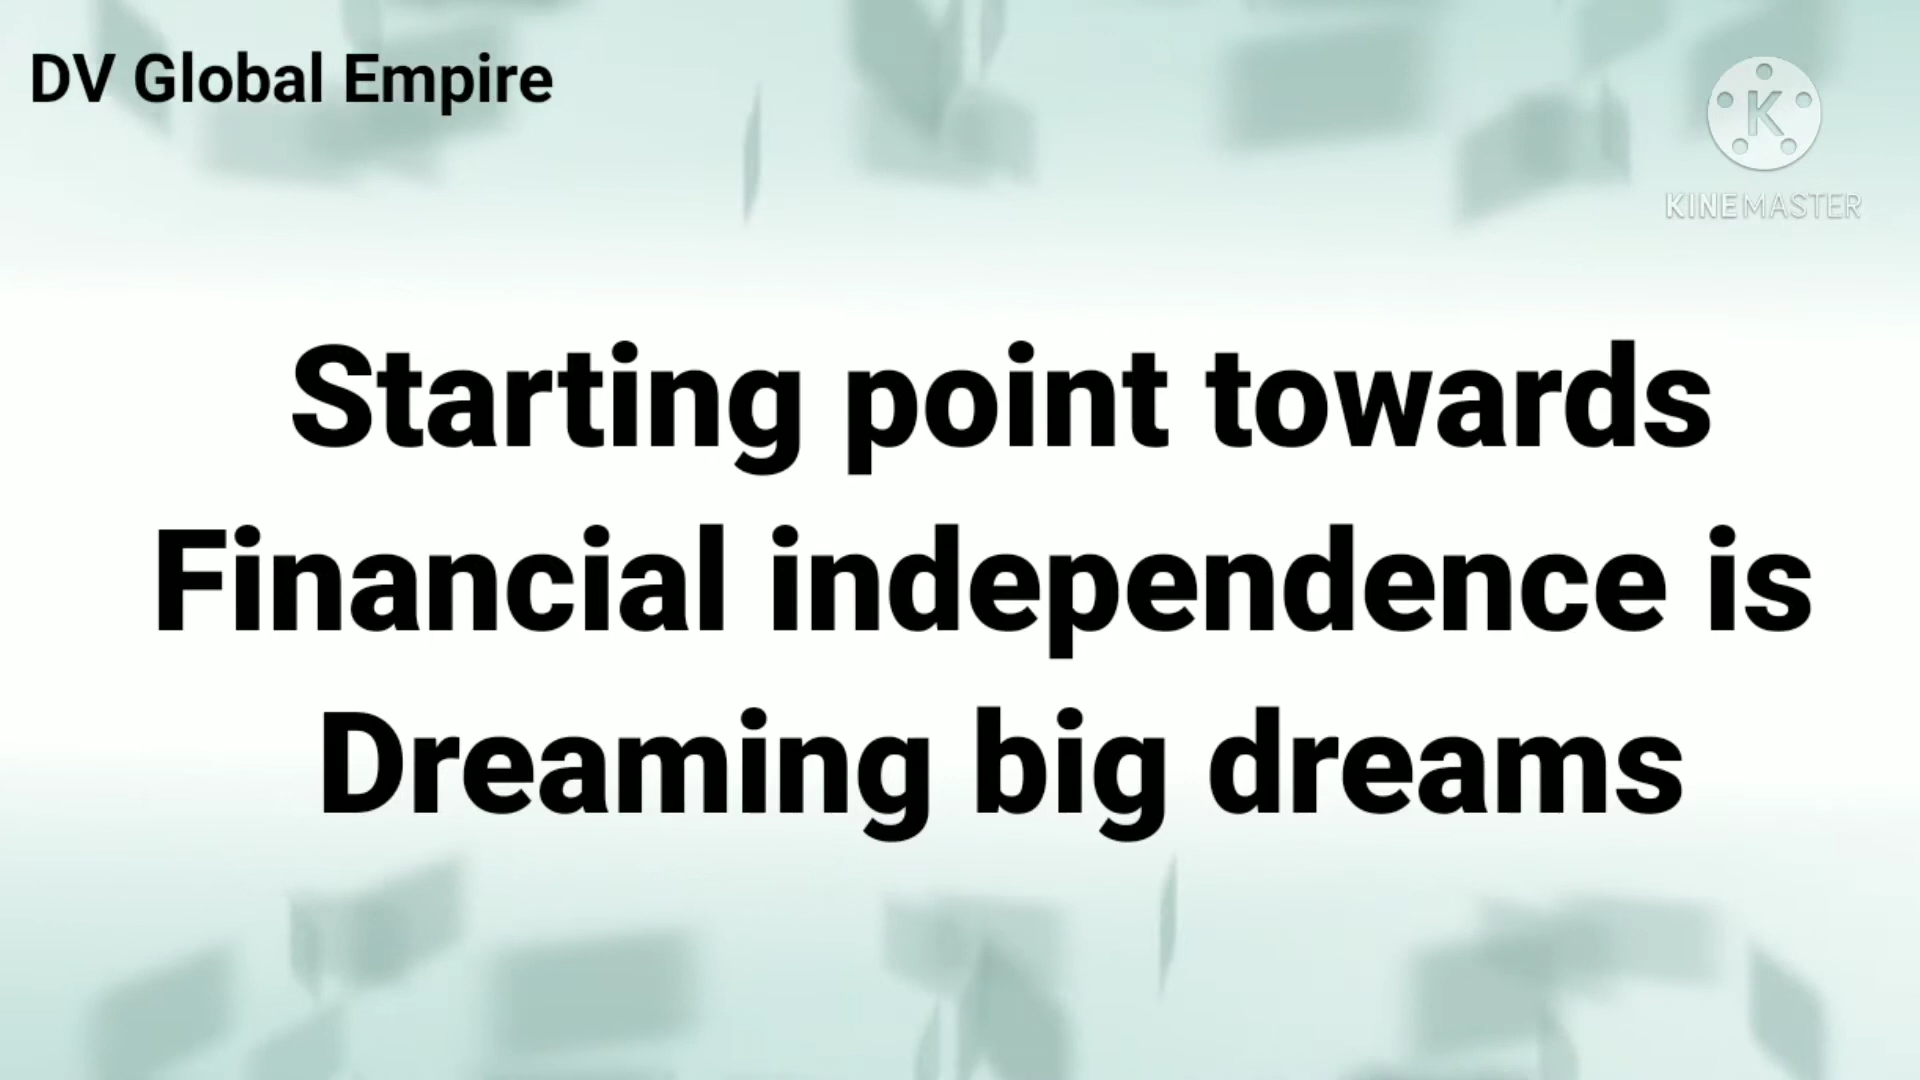 DV Global Empire
K
KINEMASTER
Starting point towards
Financial independence is
Dreaming big dreams